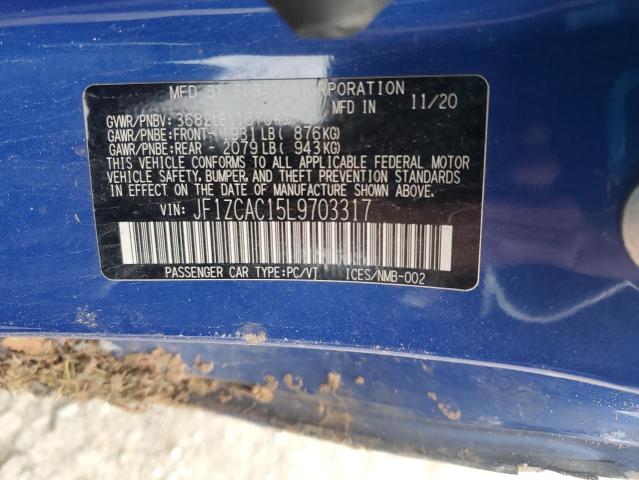 MFD BY SUBARU CORPORATION
MFD IN 11/20
GVWR/PNBV: 3682LB(1670KG)
GAWR/PNBE:FRONT- 1931LB( 876KG)
GAWR/PNBE:REAR 2079LB( 943KG)
THIS VEHICLE CONFORMS TO ALL APPLICABLE FEDERAL MOTOR
VEHICLE SAFETY, BUMPER, AND THEFT PREVENTION STANDARDS
IN EFFECT ON THE DATE OF MANUFACTURE SHOWN ABOVE.
VIN: JF1ZCAC15L9703317
PASSENGER CAR TYPE:PC/VT ICES/NMB-002